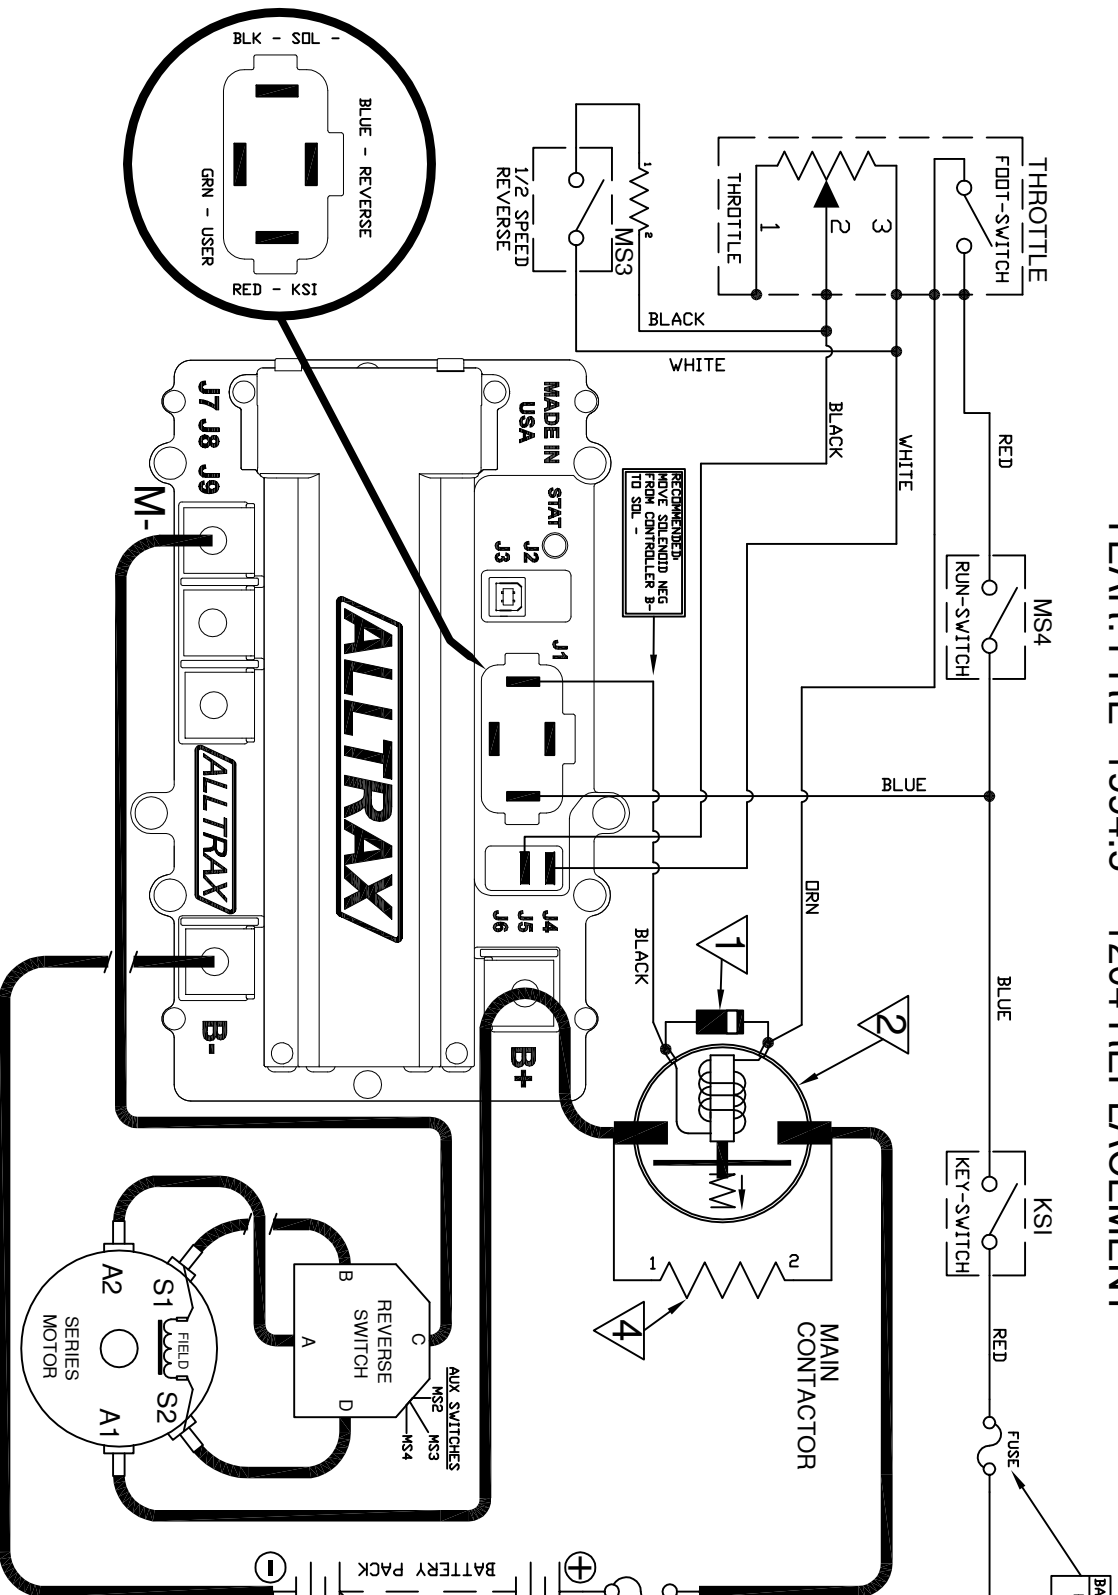 BLK - SOL -
BLUE - REVERSE
GRN - USER
RED - KSI
THROTTLE
FOOT-SWITCH
3
2
1
THROTTLE
1
2
MS3
1/2 SPEED
REVERSE
BLACK
WHITE
BLACK
WHITE
RED
MS4
RUN-SWITCH
BLUE
BLUE
KSI
KEY-SWITCH
RED
FUSE
RECOMMENDED:
MOVE SOLENOID NEG
FROM CONTROLLER B-
TO SOL -
MADE IN
USA
STAT
J2
J3
J1
J7 J8 J9
M-
ALLTRAX
ALLTRAX
J4
J5
J6
B-
B+
BLACK
ORN
1
2
4
1
2
MAIN
CONTACTOR
REVERSE
SWITCH
B
A
C
D
AUX SWITCHES
MS2
MS3
MS4
A2
S1
FIELD
S2
A1
SERIES
MOTOR
BATTERY PACK
-
+